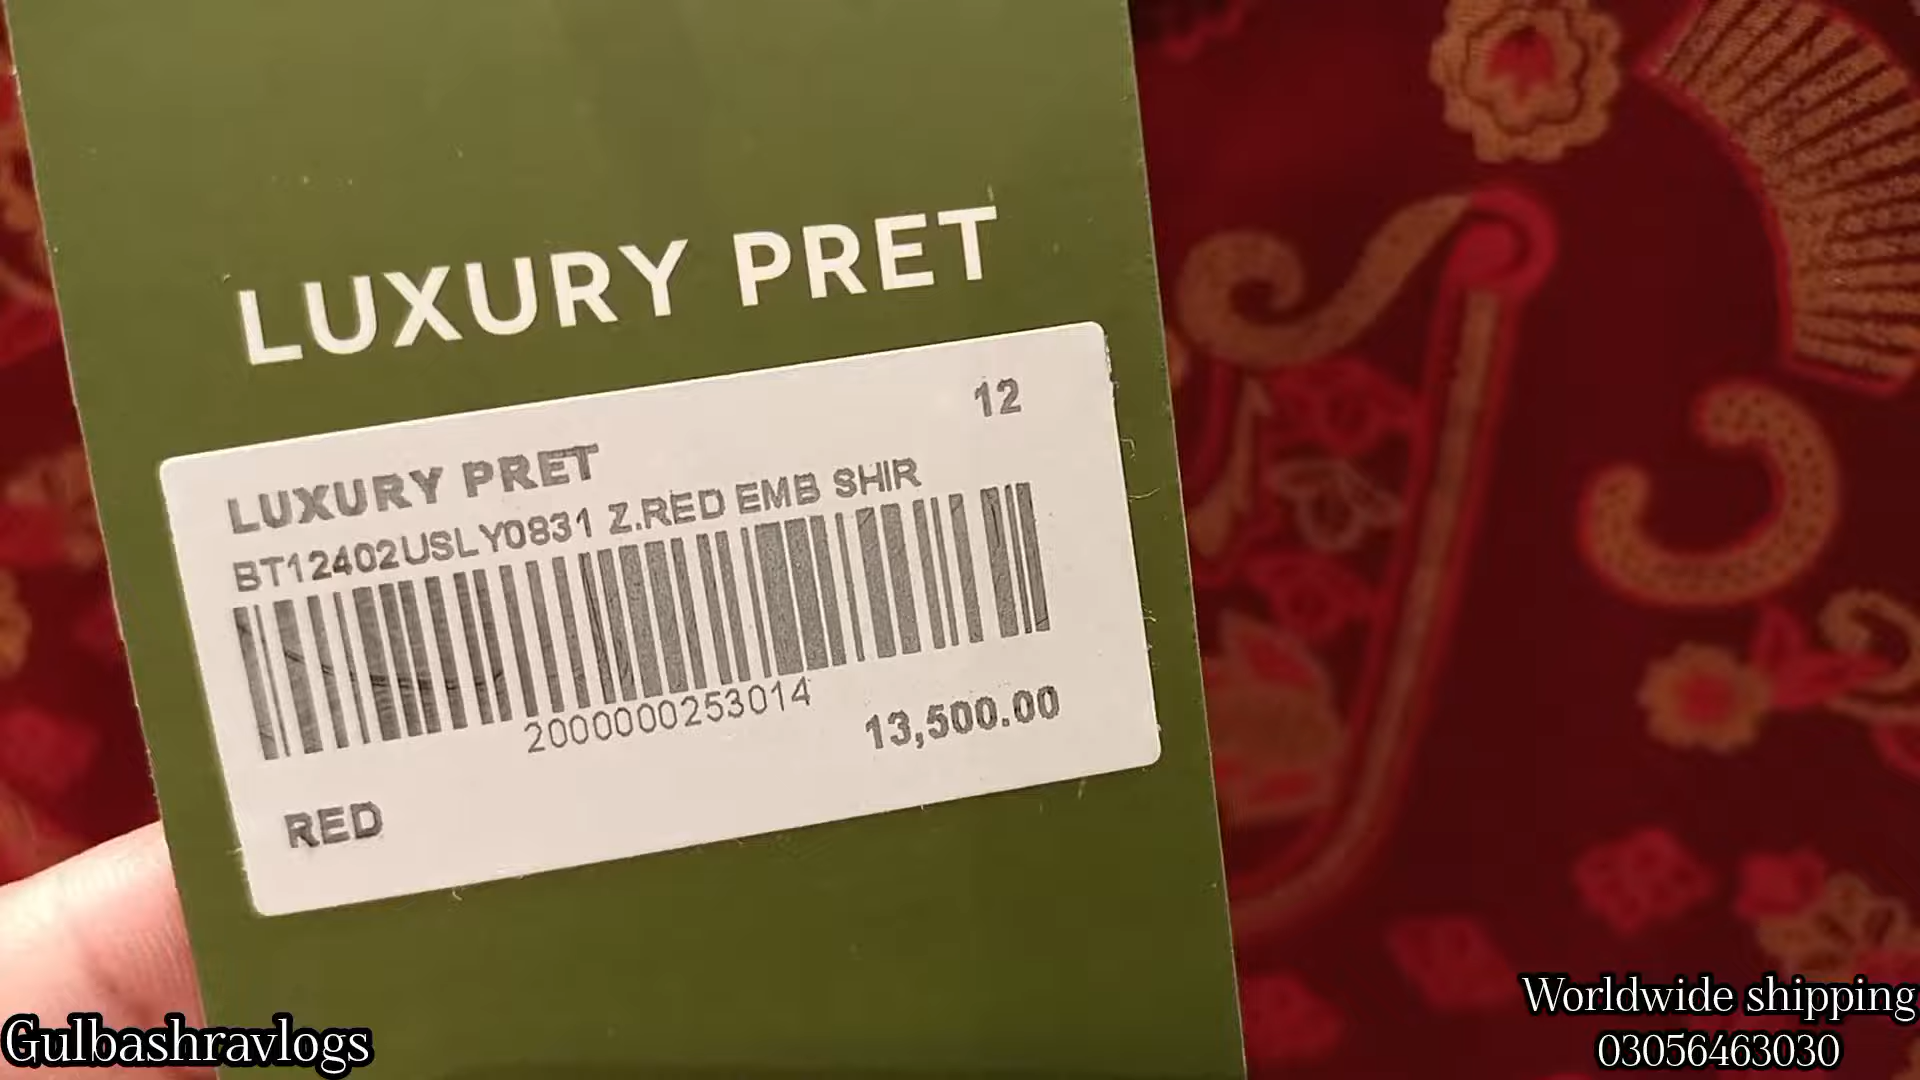 LUXURY PRET
12
LUXURY PRET
BT12402USLY0831 Z.RED EMB SHIR
2000000253014
13,500.00
RED
Gulbashravlogs
Worldwide shipping
03056463030